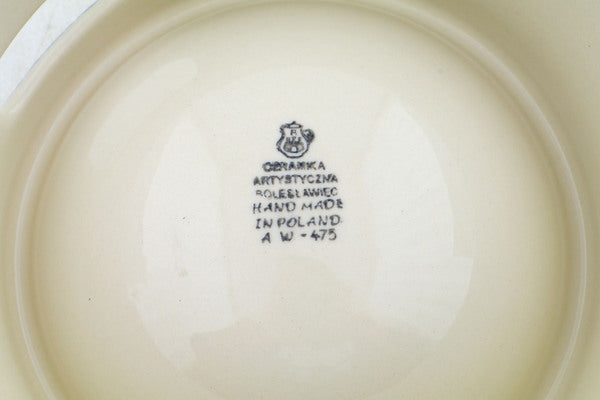 CERAMIKA
ARTYSTYCZNA
BOLESŁAWIEC
HAND MADE
IN POLAND
A W - 475